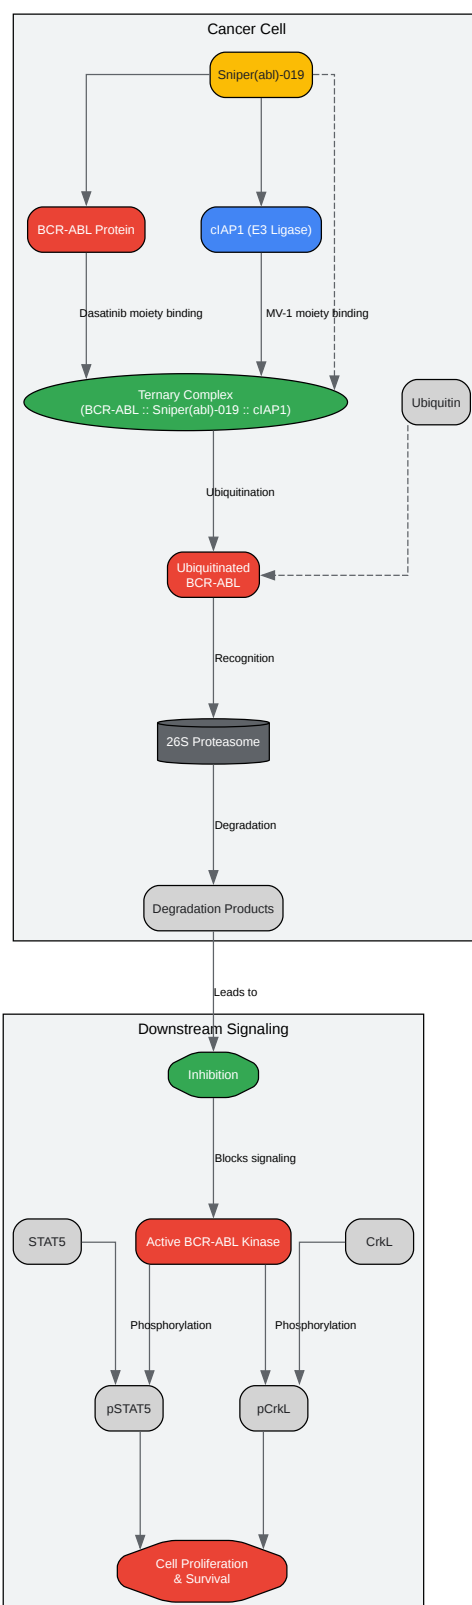 Cancer Cell
Sniper(abl)-019
BCR-ABL Protein
cIAP1 (E3 Ligase)
Dasatinib moiety binding
MV-1 moiety binding
Ternary Complex
(BCR-ABL :: Sniper(abl)-019 :: cIAP1)
Ubiquitin
Ubiquitination
Ubiquitinated
BCR-ABL
Recognition
26S Proteasome
Degradation
Degradation Products
Leads to
Downstream Signaling
Inhibition
Blocks signaling
STAT5
Active BCR-ABL Kinase
CrkL
Phosphorylation
Phosphorylation
pSTAT5
pCrkL
Cell Proliferation
& Survival